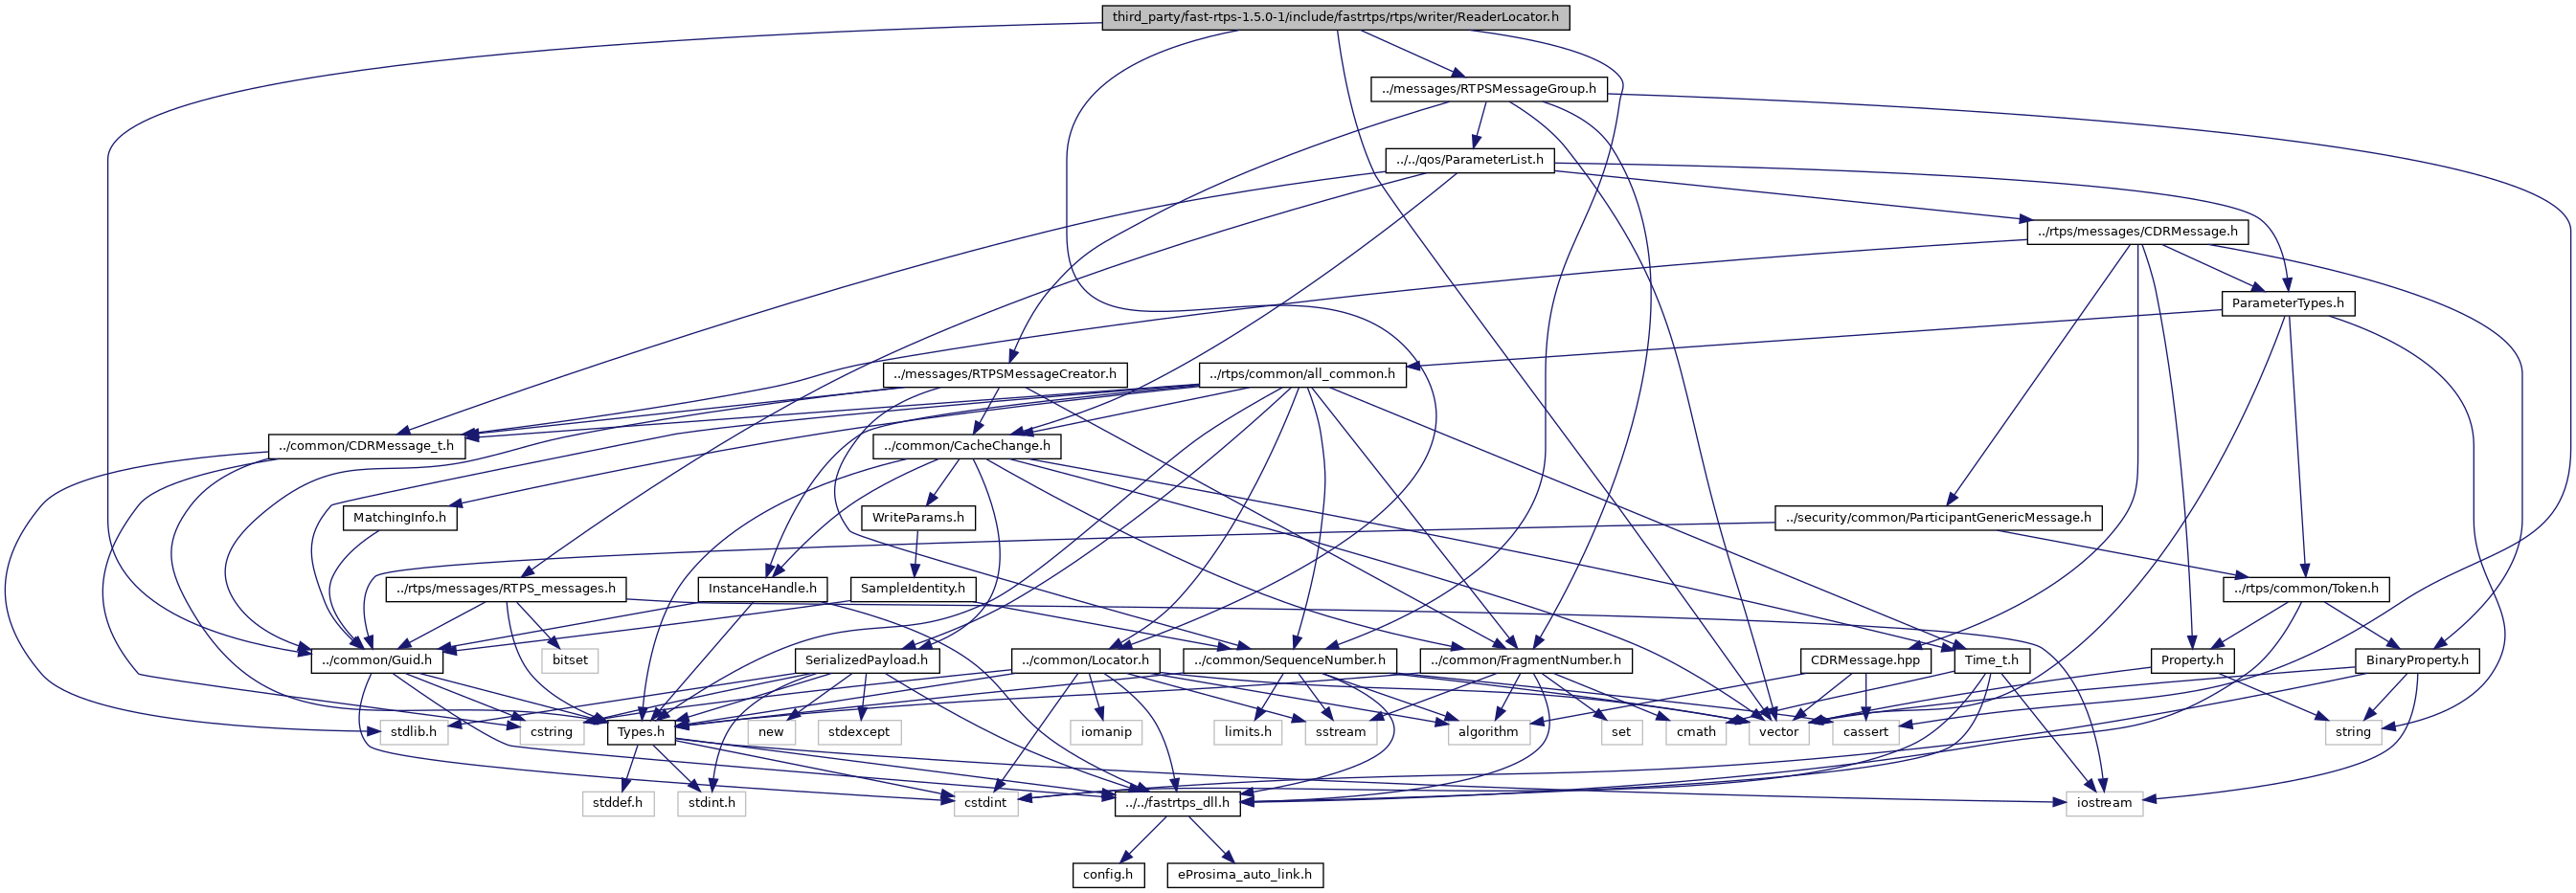 third_party/fast-rtps-1.5.0-1/include/fastrtps/rtps/writer/ReaderLocator.h
../messages/RTPSMessageGroup.h
../../qos/ParameterList.h
../rtps/messages/CDRMessage.h
ParameterTypes.h
../messages/RTPSMessageCreator.h
../rtps/common/all_common.h
../common/CDRMessage_t.h
../common/CacheChange.h
MatchingInfo.h
WriteParams.h
../security/common/ParticipantGenericMessage.h
../rtps/messages/RTPS_messages.h
InstanceHandle.h
SampleIdentity.h
../rtps/common/Token.h
../common/Guid.h
bitset
SerializedPayload.h
../common/Locator.h
../common/SequenceNumber.h
../common/FragmentNumber.h
CDRMessage.hpp
Time_t.h
Property.h
BinaryProperty.h
stdlib.h
cstring
Types.h
new
stdexcept
iomanip
limits.h
sstream
algorithm
set
cmath
vector
cassert
string
stddef.h
stdint.h
cstdint
../../fastrtps_dll.h
iostream
config.h
eProsima_auto_link.h